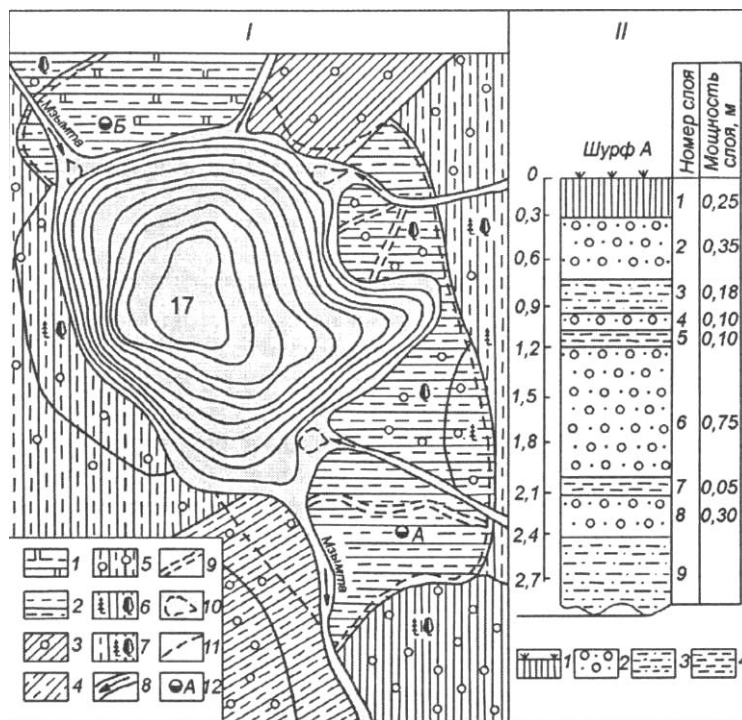 I
II
Мзымта
Б
17
А
Мзымта
1 5 9
2 6 10
3 7 11
4 8 А 12
Шурф А
Номер слоя
Мощность слоя, м
0
0,3
0,6
0,9
1,2
1,5
1,8
2,1
2,4
2,7
1 0,25
2 0,35
3 0,18
4 0,10
5 0,10
6 0,75
7 0,05
8 0,30
9
1 2 3 4